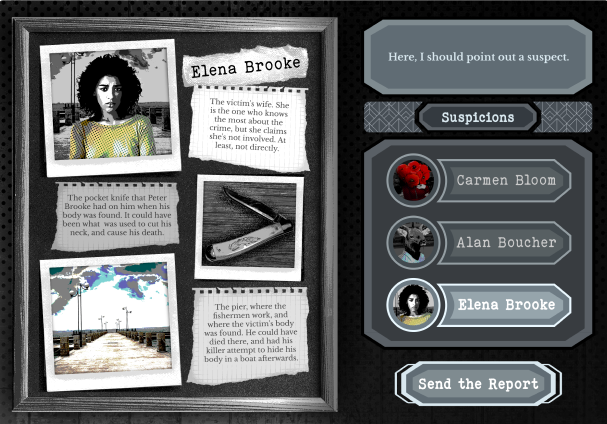 Elena Brooke
The victim's wife. She
is the one who knows
the most about the
crime, but she claims
she's not involved. At
least, not directly.
The pocket knife that Peter
Brooke had on him when his
body was found. It could have
been what was used to cut his
neck, and cause his death.
The pier, where the
fishermen work, and
where the victim's body
was found. He could have
died there, and had his
killer attempt to hide his
body in a boat afterwards.
Here, I should point out a suspect.
Suspicions
Carmen Bloom
Alan Boucher
Elena Brooke
Send the Report